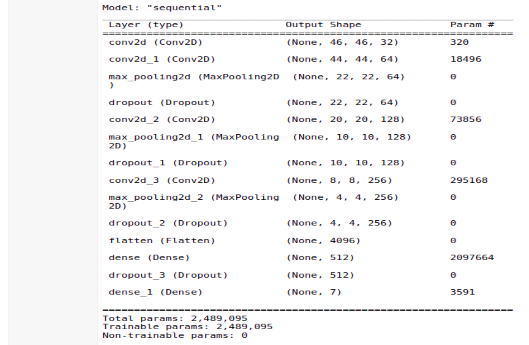 Model: "sequential"
Layer (type) Output Shape Param #
=================================================================
conv2d (Conv2D) (None, 46, 46, 32) 320
conv2d_1 (Conv2D) (None, 44, 44, 64) 18496
max_pooling2d (MaxPooling2D (None, 22, 22, 64) 0
)
dropout (Dropout) (None, 22, 22, 64) 0
conv2d_2 (Conv2D) (None, 20, 20, 128) 73856
max_pooling2d_1 (MaxPooling (None, 10, 10, 128) 0
2D)
dropout_1 (Dropout) (None, 10, 10, 128) 0
conv2d_3 (Conv2D) (None, 8, 8, 256) 295168
max_pooling2d_2 (MaxPooling (None, 4, 4, 256) 0
2D)
dropout_2 (Dropout) (None, 4, 4, 256) 0
flatten (Flatten) (None, 4096) 0
dense (Dense) (None, 512) 2097664
dropout_3 (Dropout) (None, 512) 0
dense_1 (Dense) (None, 7) 3591
=================================================================
Total params: 2,489,095
Trainable params: 2,489,095
Non-trainable params: 0